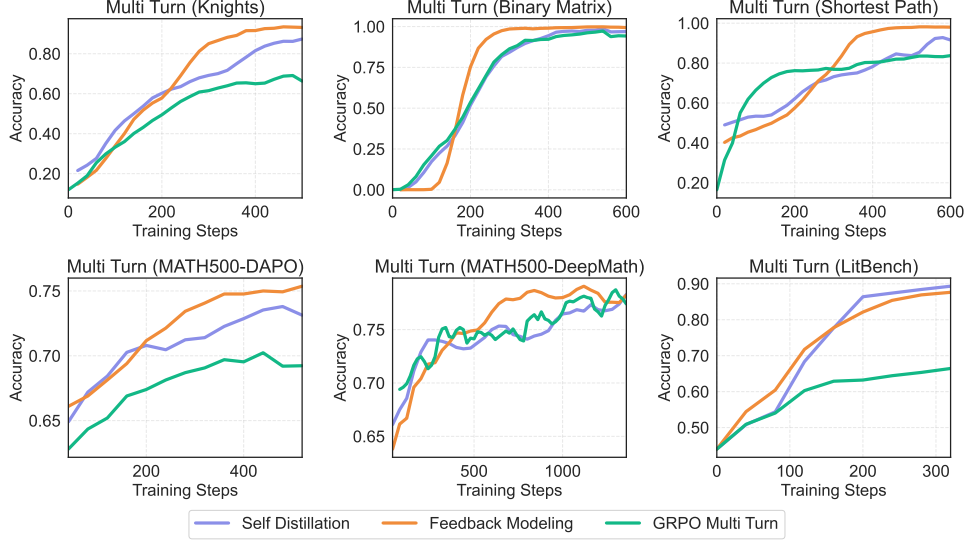 Multi Turn (Knights)
Accuracy
0.80
0.60
0.40
0.20
0 200 400
Training Steps
Multi Turn (Binary Matrix)
Accuracy
1.00
0.75
0.50
0.25
0.00
0 200 400 600
Training Steps
Multi Turn (Shortest Path)
Accuracy
1.00
0.80
0.60
0.40
0.20
0 200 400 600
Training Steps
Multi Turn (MATH500-DAPO)
Accuracy
0.75
0.70
0.65
200 400
Training Steps
Multi Turn (MATH500-DeepMath)
Accuracy
0.75
0.70
0.65
500 1000
Training Steps
Multi Turn (LitBench)
Accuracy
0.90
0.80
0.70
0.60
0.50
0 100 200 300
Training Steps
Self Distillation Feedback Modeling GRPO Multi Turn